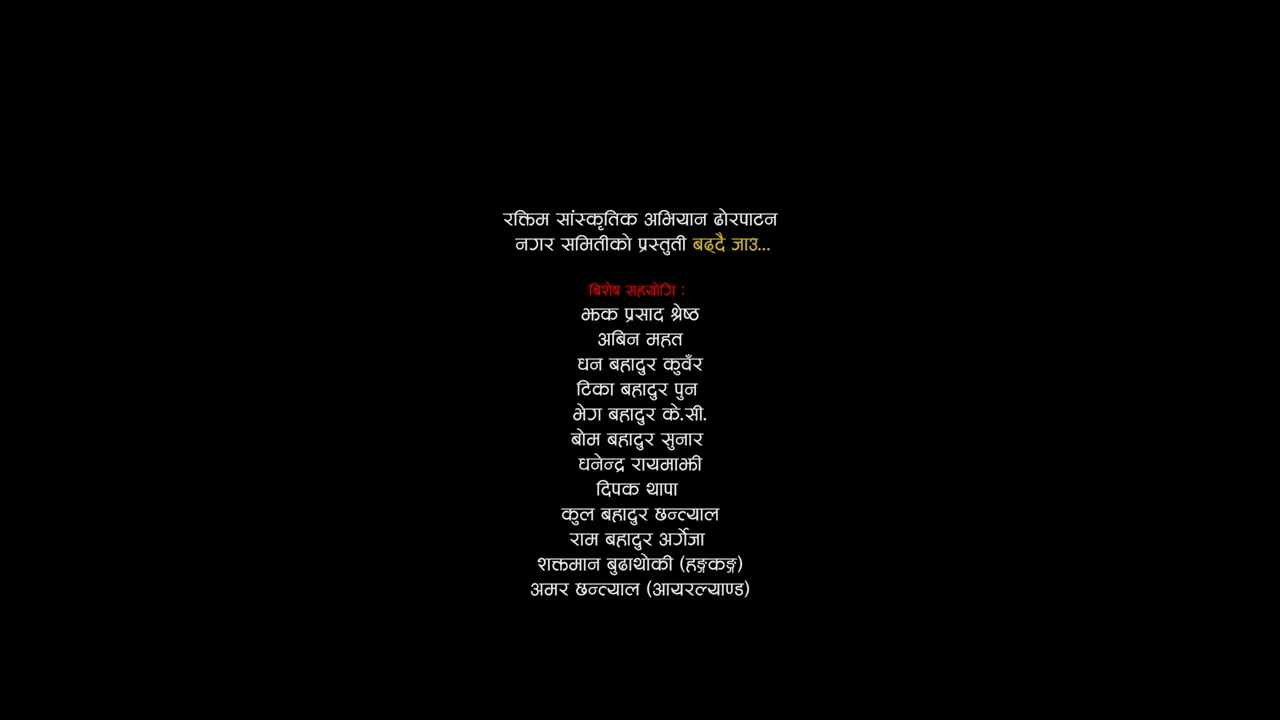 रक्तिम सांस्कृतिक अभियान ढोरपाटन
नगर समितीको प्रस्तुती बढ्दै जाउ...
बिशेष सहयोगि :
झक प्रसाद श्रेष्ठ
अबिन महत
धन बहादुर कुवँर
टिका बहादुर पुन
भेग बहादुर के.सी.
बोम बहादुर सुनार
धनेन्द्र रायमाझी
दिपक थापा
कुल बहादुर छन्त्याल
राम बहादुर अर्गेजा
शक्तमान बुढाथोकी (हङ्गकङ्ग)
अमर छन्त्याल (आयरल्याण्ड)